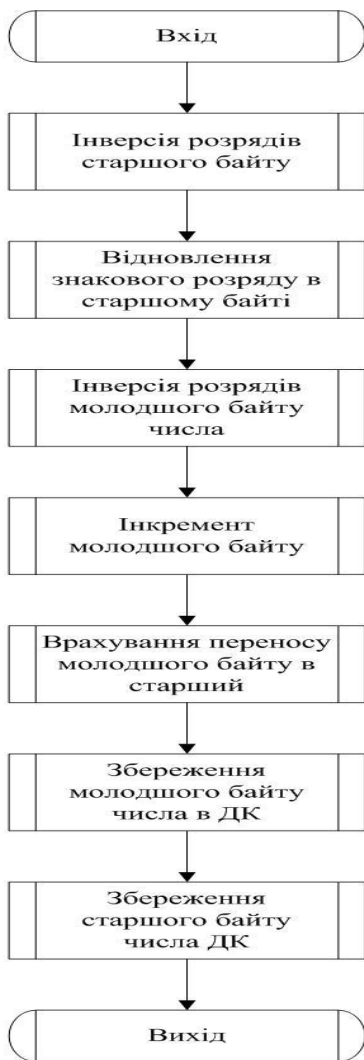 Вхід
Інверсія розрядів
старшого байту
Відновлення
знакового розряду в
старшому байті
Інверсія розрядів
молодшого байту
числа
Інкремент
молодшого байту
Врахування переносу
молодшого байту в
старший
Збереження
молодшого байту
числа в ДК
Збереження
старшого байту
числа ДК
Вихід